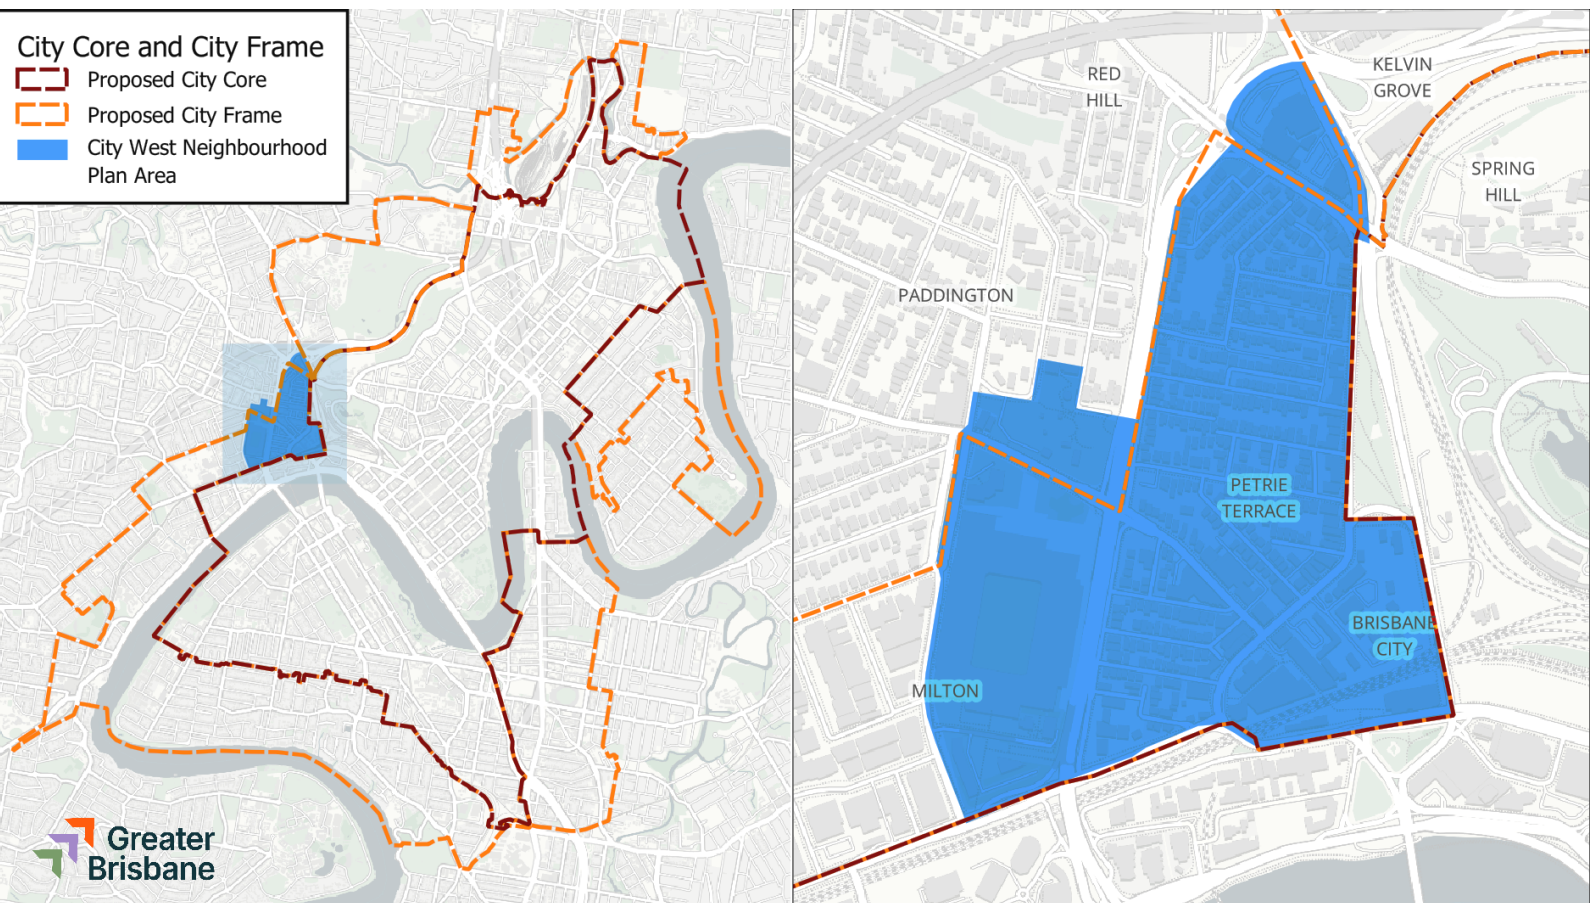 City Core and City Frame
Proposed City Core
Proposed City Frame
City West Neighbourhood
Plan Area
Greater
Brisbane
RED
HILL
KELVIN
GROVE
SPRING
HILL
PADDINGTON
PETRIE
TERRACE
BRISBANE
CITY
MILTON